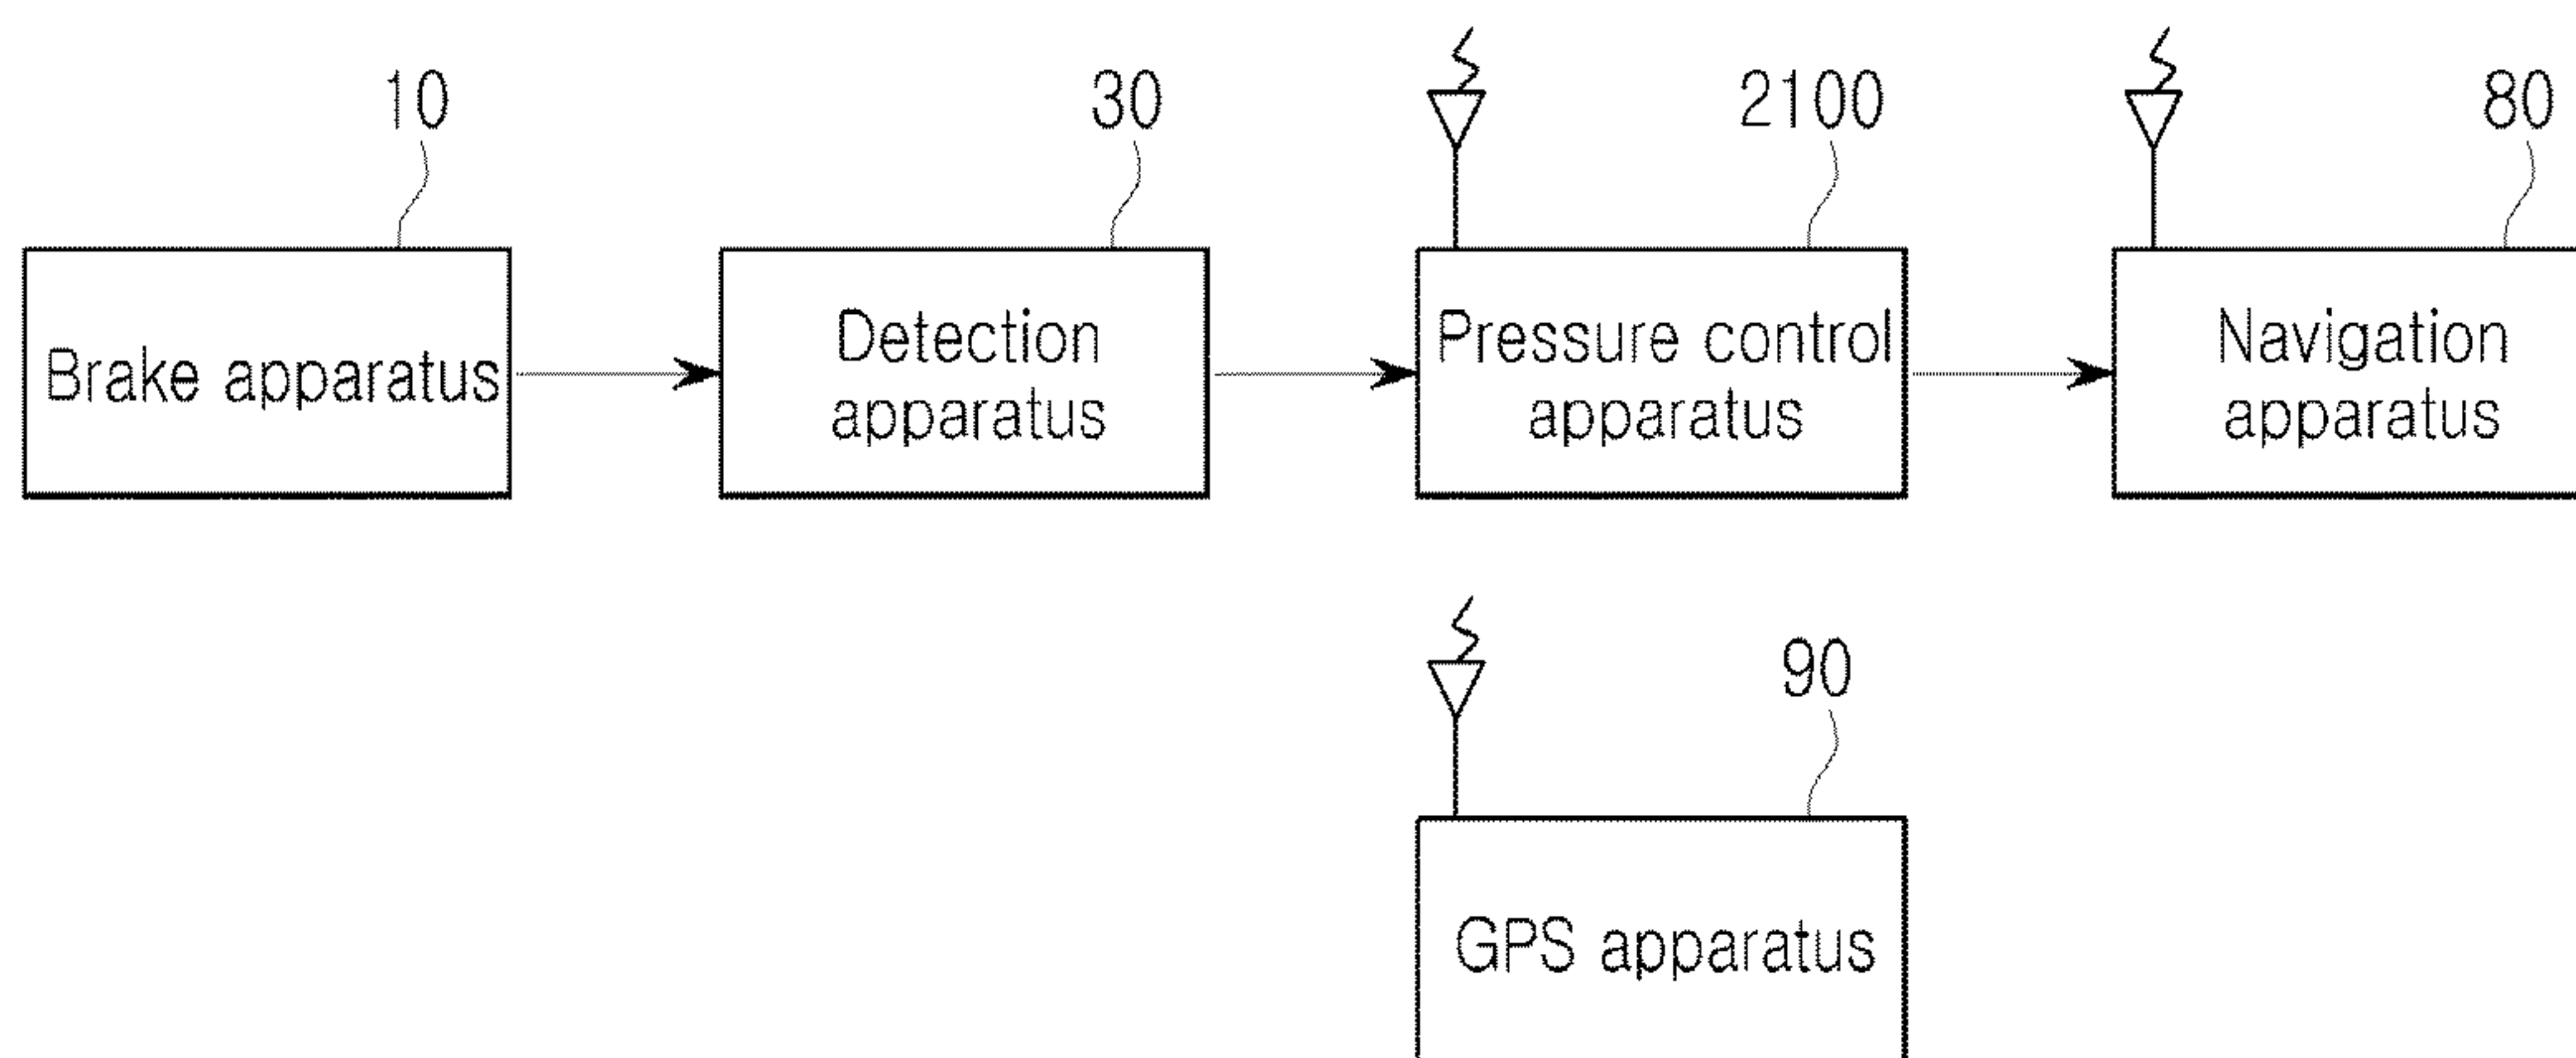 10
30
2100
80
Brake apparatus
Detection
apparatus
Pressure control
apparatus
Navigation
apparatus
90
GPS apparatus